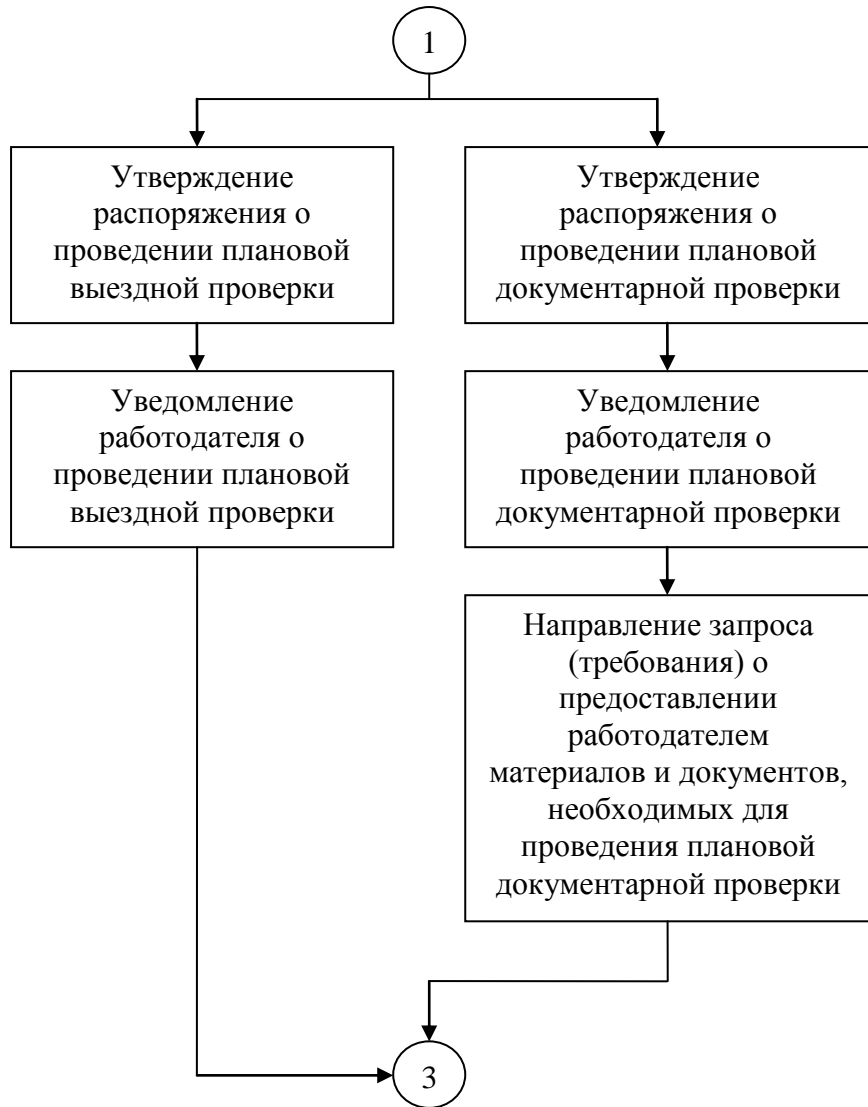 1
Утверждение
распоряжения о
проведении плановой
выездной проверки
Утверждение
распоряжения о
проведении плановой
документарной проверки
Уведомление
работодателя о
проведении плановой
выездной проверки
Уведомление
работодателя о
проведении плановой
документарной проверки
Направление запроса
(требования) о
предоставлении
работодателем
материалов и документов,
необходимых для
проведения плановой
документарной проверки
3